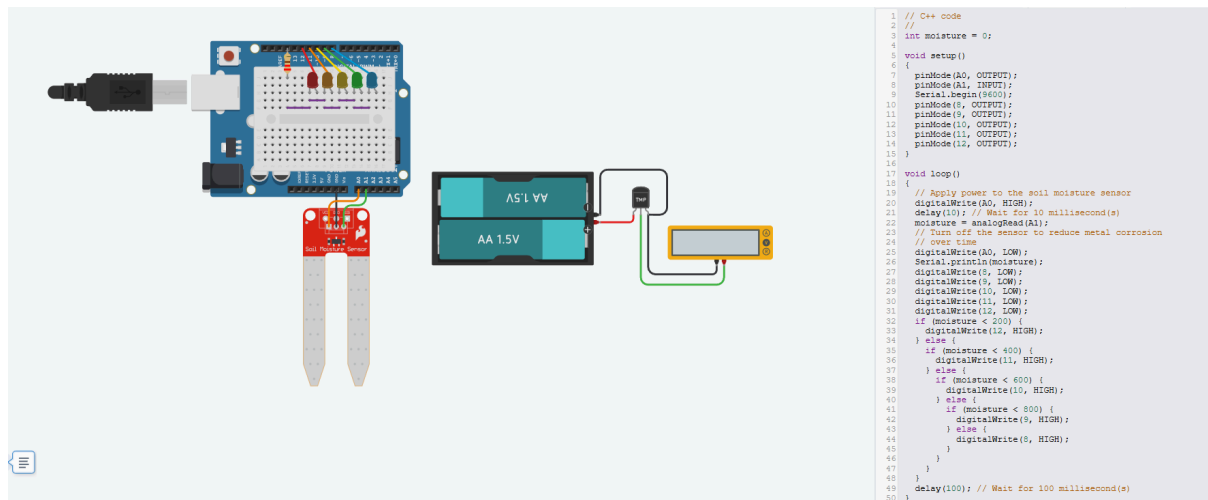 AA 1.5V
AA 1.5V
TMP
Soil Moisture Sensor
1 // C++ code
2 //
3 int moisture = 0;
4
5 void setup()
6 {
7 pinMode(A0, OUTPUT);
8 pinMode(A1, INPUT);
9 Serial.begin(9600);
10 pinMode(8, OUTPUT);
11 pinMode(9, OUTPUT);
12 pinMode(10, OUTPUT);
13 pinMode(11, OUTPUT);
14 pinMode(12, OUTPUT);
15 }
16
17 void loop()
18 {
19 // Apply power to the soil moisture sensor
20 digitalWrite(A0, HIGH);
21 delay(10); // Wait for 10 millisecond(s)
22 moisture = analogRead(A1);
23 // Turn off the sensor to reduce metal corrosion
24 // over time
25 digitalWrite(A0, LOW);
26 Serial.println(moisture);
27 digitalWrite(8, LOW);
28 digitalWrite(9, LOW);
29 digitalWrite(10, LOW);
30 digitalWrite(11, LOW);
31 digitalWrite(12, LOW);
32 if (moisture < 200) {
33 digitalWrite(12, HIGH);
34 } else {
35 if (moisture < 400) {
36 digitalWrite(11, HIGH);
37 } else {
38 if (moisture < 600) {
39 digitalWrite(10, HIGH);
40 } else {
41 if (moisture < 800) {
42 digitalWrite(9, HIGH);
43 } else {
44 digitalWrite(8, HIGH);
45 }
46 }
47 }
48 }
49 delay(100); // Wait for 100 millisecond(s)
50 }